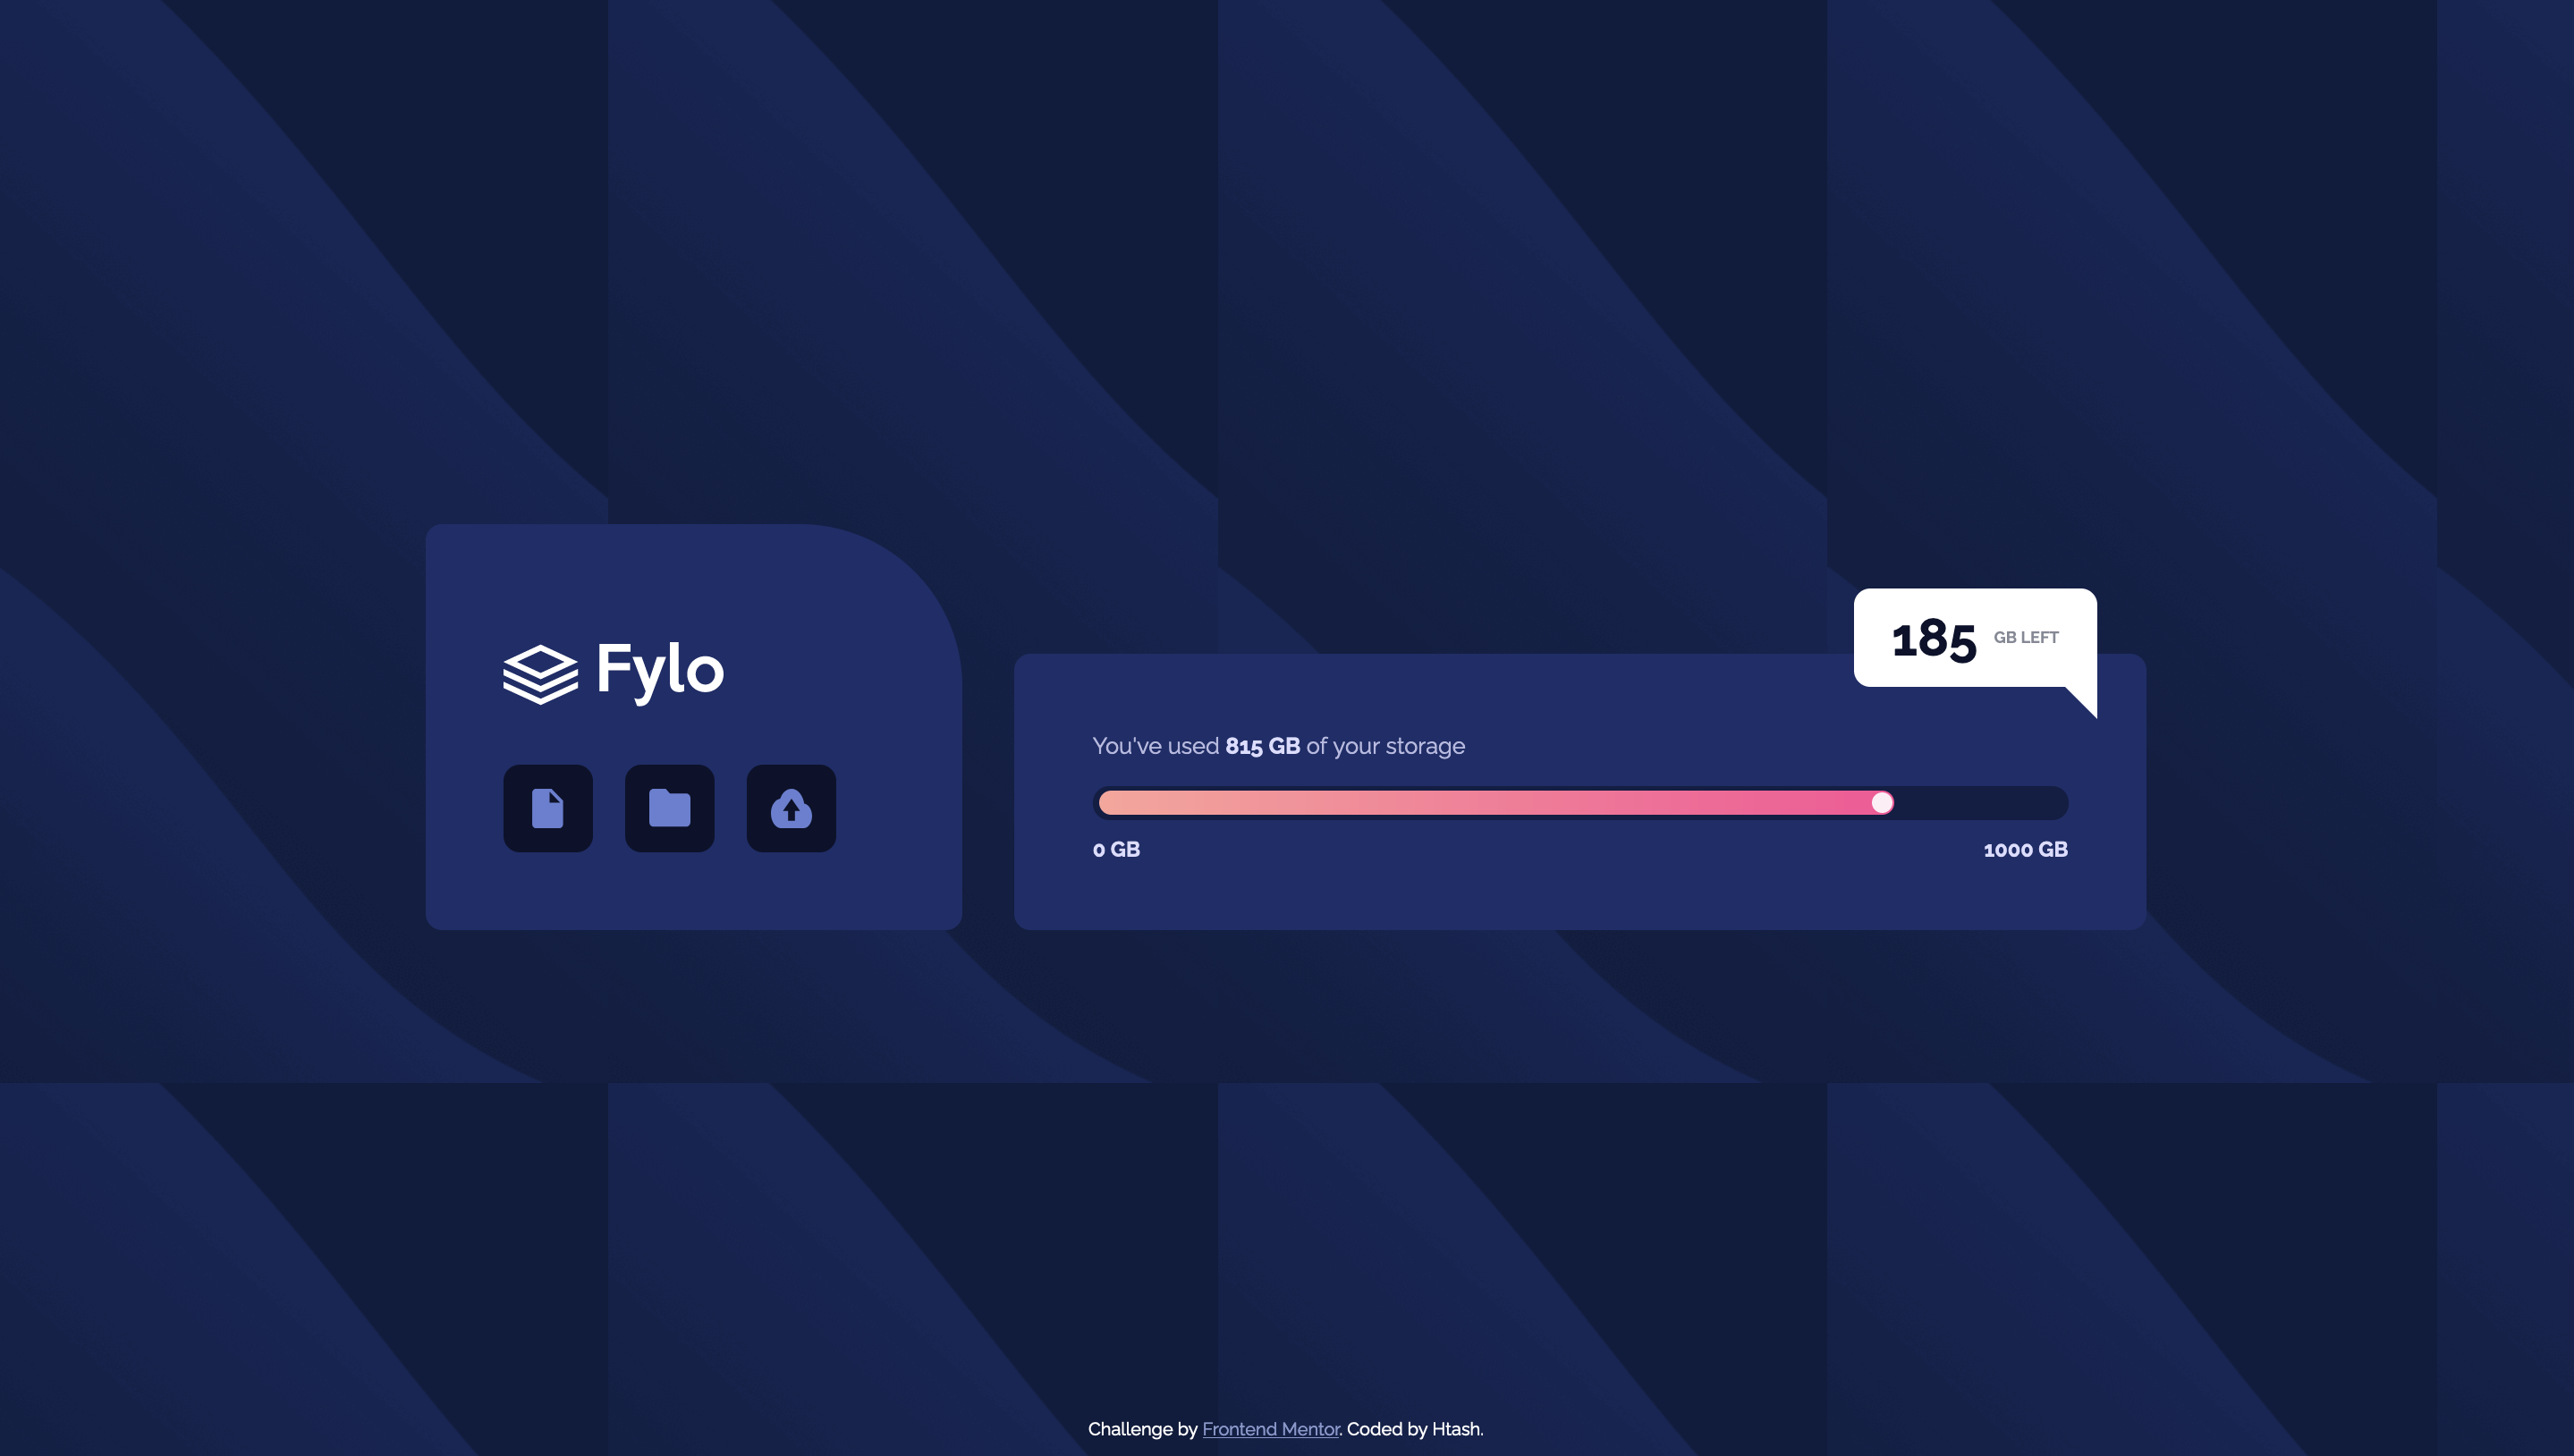 Fylo
185 GB LEFT
You've used 815 GB of your storage
0 GB
1000 GB
Challenge by Frontend Mentor. Coded by Htash.